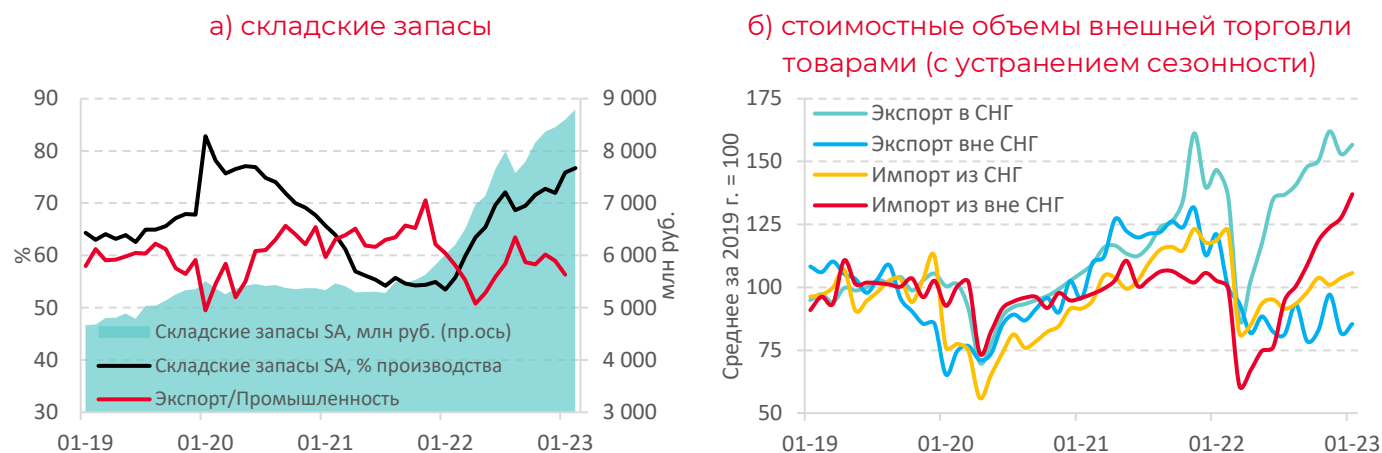 а) складские запасы
90
80
70
60
50
40
30
%
9 000
8 000
7 000
6 000
5 000
4 000
3 000
млн руб.
Складские запасы SA, млн руб. (пр.ось)
Складские запасы SA, % производства
Экспорт/Промышленность
01-19
01-20
01-21
01-22
01-23
б) стоимостные объемы внешней торговли
товарами (с устранением сезонности)
175
150
125
100
75
50
Среднее за 2019 г. = 100
Экспорт в СНГ
Экспорт вне СНГ
Импорт из СНГ
Импорт из вне СНГ
01-19
01-20
01-21
01-22
01-23